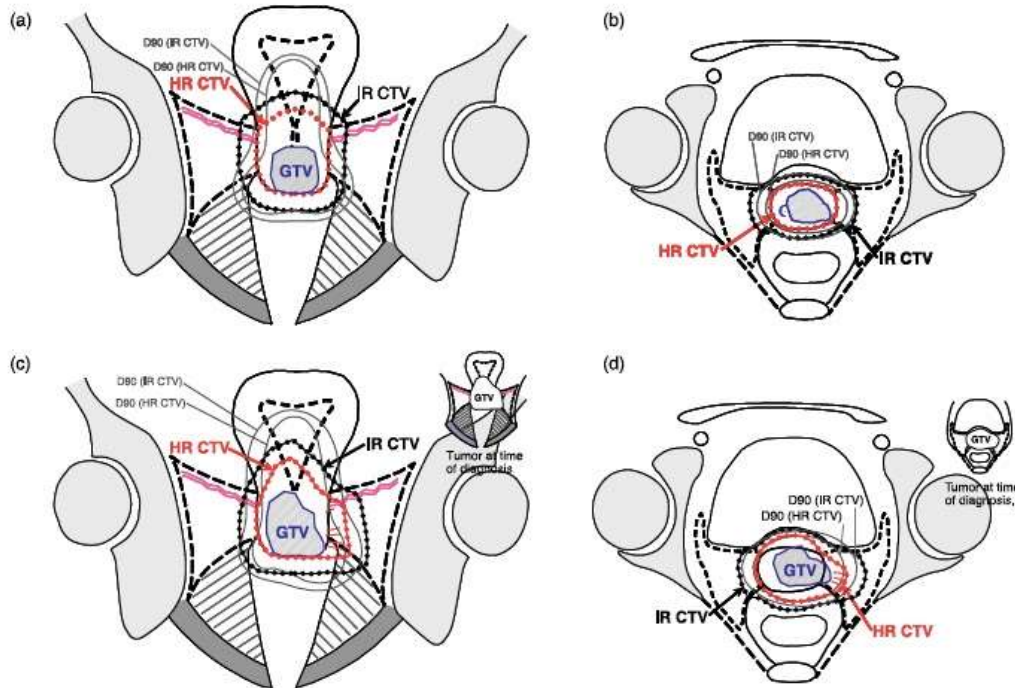 (a)
D90 (IR CTV)
D90 (HR CTV)
HR CTV
IR CTV
GTV
(b)
D90 (IR CTV)
D90 (HR CTV)
HR CTV
IR CTV
(c)
D90 (IR CTV)
D90 (HR CTV)
HR CTV
IR CTV
GTV
GTV
Tumor at time
of diagnosis
(d)
D90 (IR CTV)
D90 (HR CTV)
GTV
IR CTV
HR CTV
GTV
Tumor at time
of diagnosis,